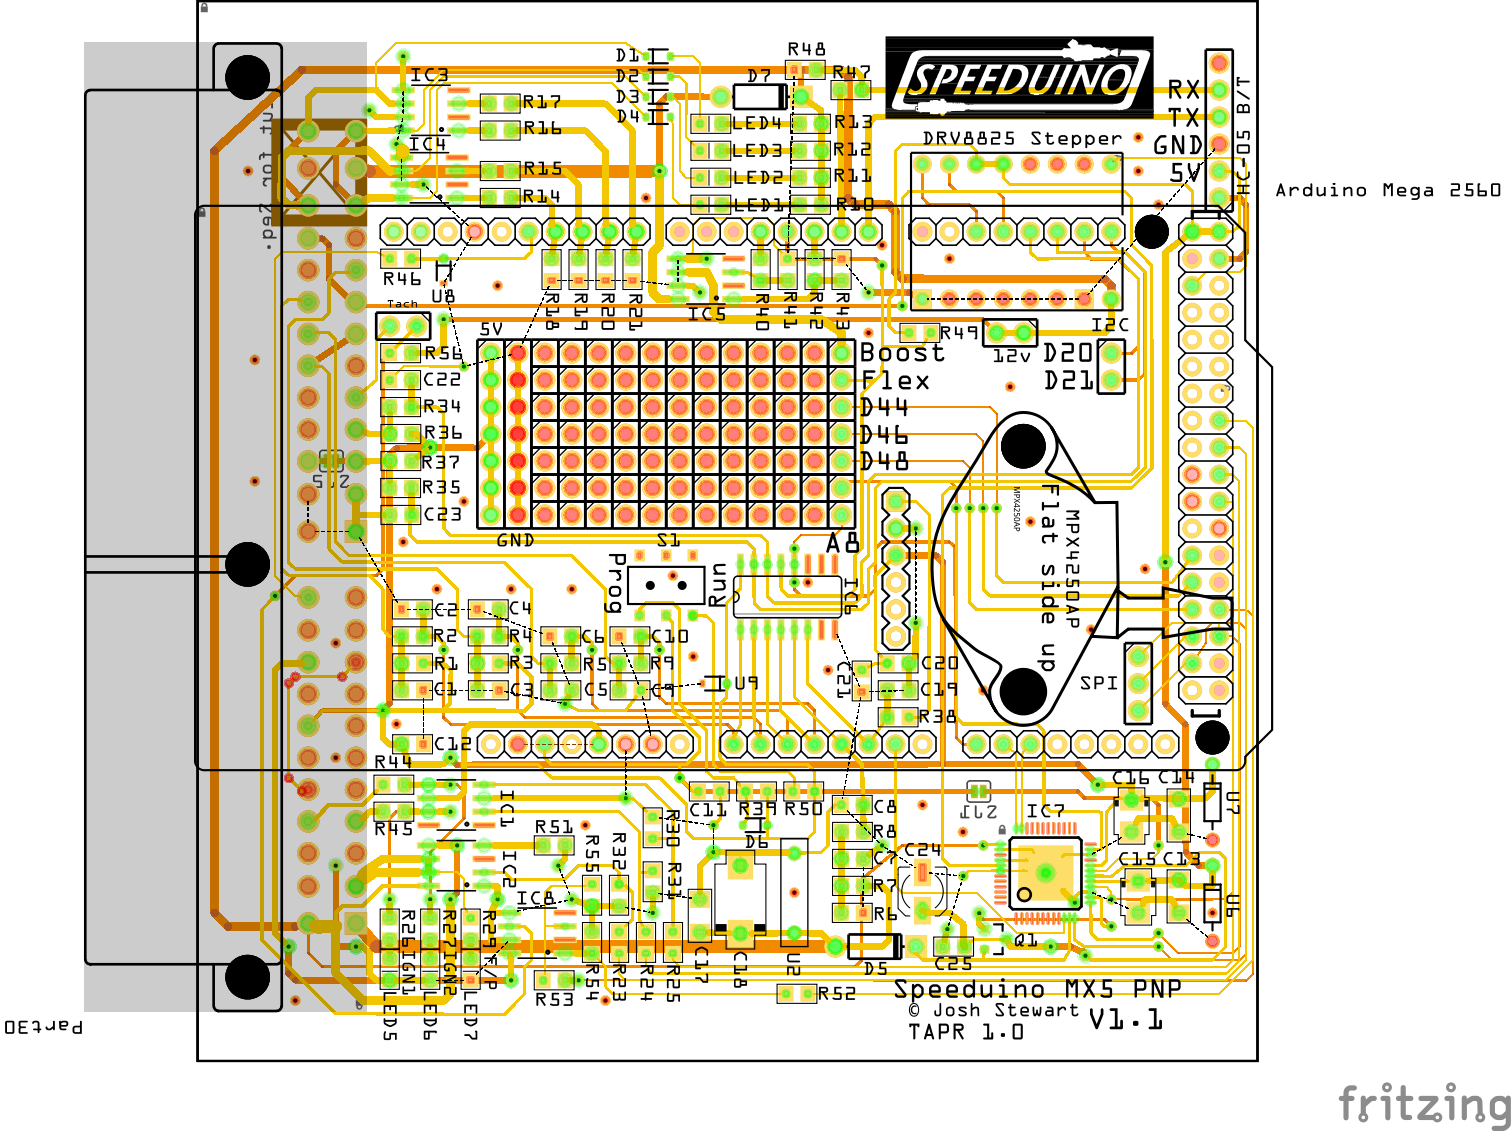 D1
D2
D3
D4
R48
R47
D7
IC3
IC4
R17
R16
R15
R14
LED4
LED3
LED2
LED1
R13
R12
R11
R10
SPEEDUINO
RX
TX
GND
5V
HC-05 B/T
DRV8825 Stepper
Arduino Mega 2560
R46
U8
Tach
R18
R19
R20
R21
IC5
R40
R41
R42
R43
R49
12v
I2C
D20
D21
5V
Boost
Flex
D44
D46
D48
A8
R56
C22
R34
R36
R37
R35
C23
GND
S1
Prog
Run
IC6
MPX4250AP
Flat side up
MPX4250AP
C2
C4
R2
R4
C6
C10
R1
R3
R5
R9
C1
C3
C5
C9
U9
C21
C20
C19
R38
SPI
C12
R44
R45
IC1
IC2
R51
R55
R32
R30
R31
C11
R39
R50
D6
C8
R8
C7
R7
R6
C24
JP2
IC7
C16
C14
C15
C13
U7
U6
IC8
R26
IGN1
R27
IGN2
R29
F/P
LED5
LED6
LED7
R53
R54
R23
R24
R25
C17
C18
U2
D5
C25
Q1
R52
Speeduino MX5 PNP
© Josh Stewart
V1.1
TAPR 1.0
Part30
fritzing